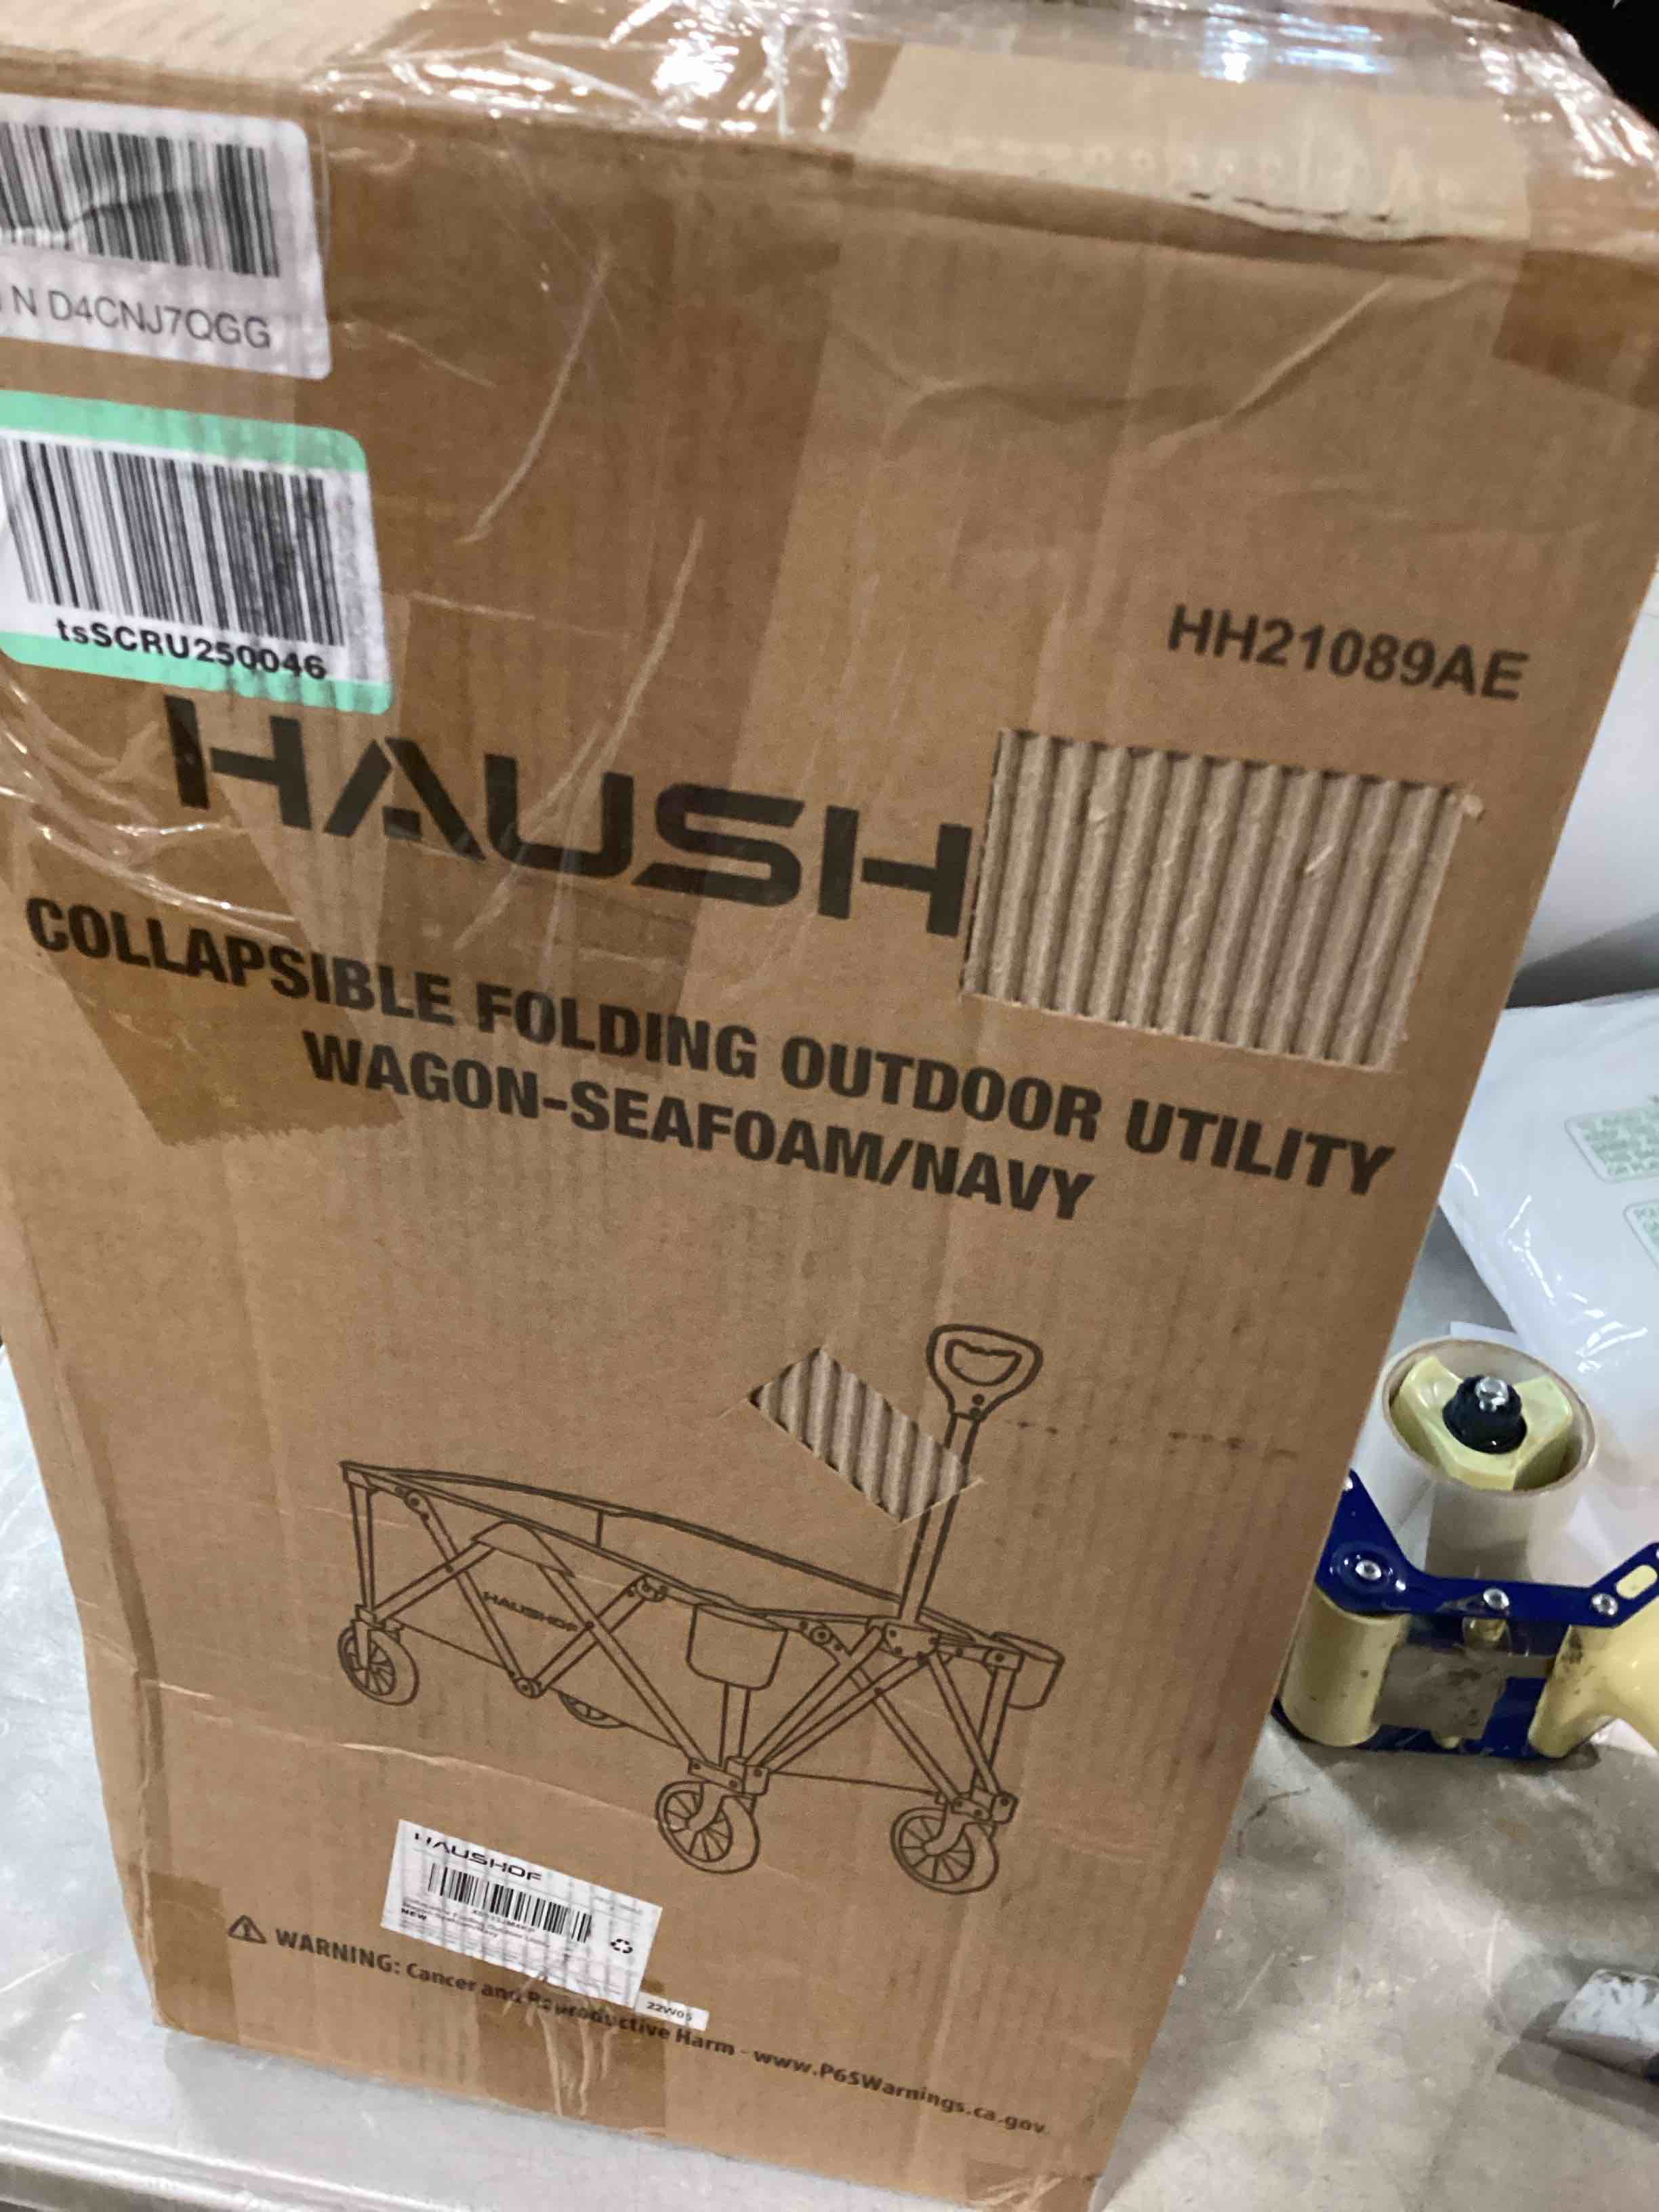 N D4CNJ7QGG
tsSCRU250046
HH21089AE
HAUSH
COLLAPSIBLE FOLDING OUTDOOR UTILITY
WAGON-SEAFOAM/NAVY
HAUSHOF
HAUSHOF
NEW
22W05
WARNING: Cancer and Reproductive Harm - www.P65Warnings.ca.gov